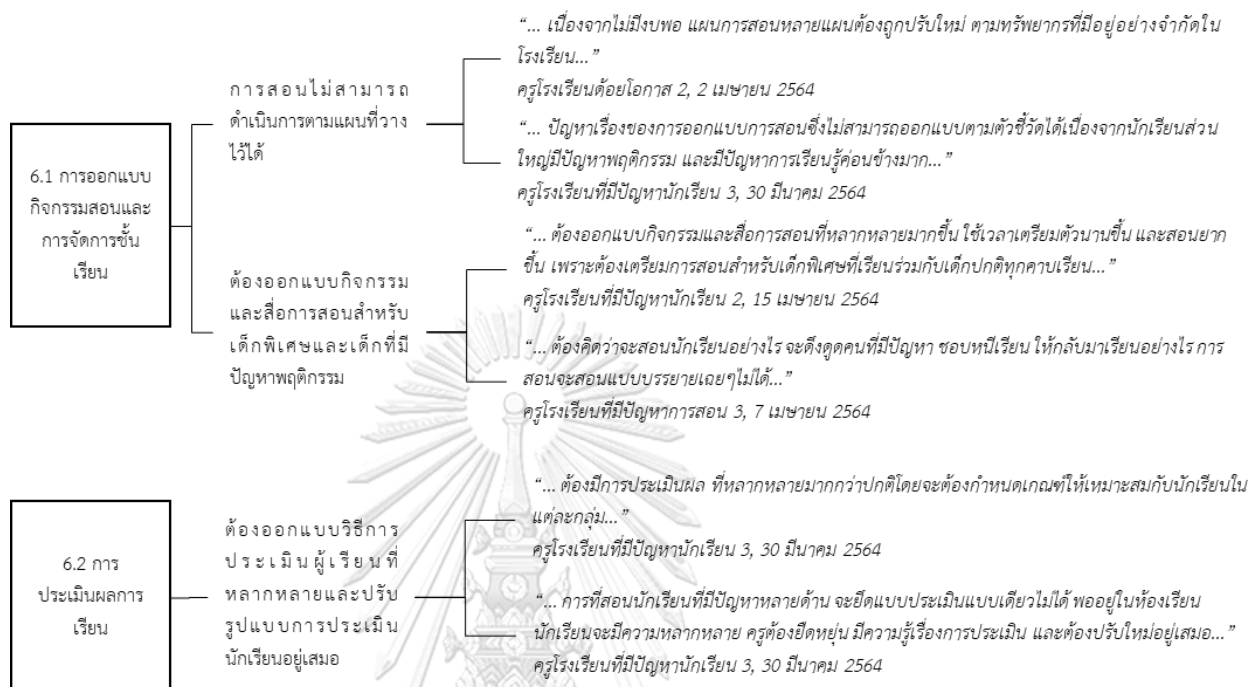 6.1 การออกแบบ
กิจกรรมสอนและ
การจัดการชั้น
เรียน
การสอนไม่สามารถ
ดำเนินการตามแผนที่วาง
ไว้ได้
“... เนื่องจากไม่มีงบพอ แผนการสอนหลายแผนต้องถูกปรับใหม่ ตามทรัพยากรที่มีอยู่อย่างจำกัดใน
โรงเรียน...”
ครูโรงเรียนด้อยโอกาส 2, 2 เมษายน 2564
“... ปัญหาเรื่องของการออกแบบการสอนซึ่งไม่สามารถออกแบบตามตัวชี้วัดได้เนื่องจากนักเรียนส่วน
ใหญ่มีปัญหาพฤติกรรม และมีปัญหาการเรียนรู้ค่อนข้างมาก...”
ครูโรงเรียนที่มีปัญหานักเรียน 3, 30 มีนาคม 2564
ต้องออกแบบกิจกรรม
และสื่อการสอนสำหรับ
เด็กพิเศษและเด็กที่มี
ปัญหาพฤติกรรม
“... ต้องออกแบบกิจกรรมและสื่อการสอนที่หลากหลายมากขึ้น ใช้เวลาเตรียมตัวนานขึ้น และสอนยาก
ขึ้น เพราะต้องเตรียมการสอนสำหรับเด็กพิเศษที่เรียนร่วมกับเด็กปกติทุกคาบเรียน...”
ครูโรงเรียนที่มีปัญหานักเรียน 2, 15 เมษายน 2564
“... ต้องคิดว่าจะสอนนักเรียนอย่างไร จะดึงดูดคนที่มีปัญหา ชอบหนีเรียน ให้กลับมาเรียนอย่างไร การ
สอนจะสอนแบบบรรยายเฉยๆไม่ได้...”
ครูโรงเรียนที่มีปัญหาการสอน 3, 7 เมษายน 2564
6.2 การ
ประเมินผลการ
เรียน
ต้องออกแบบวิธีการ
ประเมินผู้เรียนที่
หลากหลายและปรับ
รูปแบบการประเมิน
นักเรียนอยู่เสมอ
“... ต้องมีการประเมินผล ที่หลากหลายมากกว่าปกติโดยจะต้องกำหนดเกณฑ์ให้เหมาะสมกับนักเรียนใน
แต่ละกลุ่ม...”
ครูโรงเรียนที่มีปัญหานักเรียน 3, 30 มีนาคม 2564
“... การที่สอนนักเรียนที่มีปัญหาหลายด้าน จะยึดแบบประเมินแบบเดียวไม่ได้ พออยู่ในห้องเรียน
นักเรียนจะมีความหลากหลาย ครูต้องยืดหยุ่น มีความรู้เรื่องการประเมิน และต้องปรับใหม่อยู่เสมอ...”
ครูโรงเรียนที่มีปัญหานักเรียน 3, 30 มีนาคม 2564